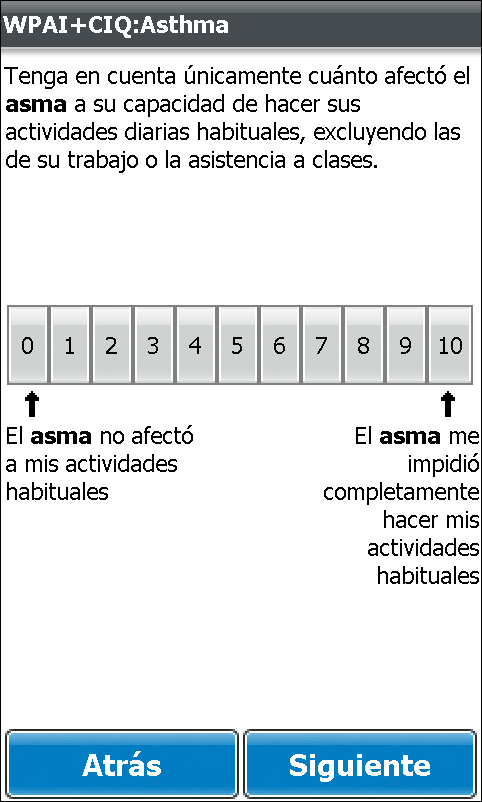 WPAI+CIQ:Asthma
Tenga en cuenta únicamente cuánto afectó el
asma a su capacidad de hacer sus
actividades diarias habituales, excluyendo las
de su trabajo o la asistencia a clases.
0 1 2 3 4 5 6 7 8 9 10
El asma no afectó
a mis actividades
habituales
El asma me
impidió
completamente
hacer mis
actividades
habituales
Atrás
Siguiente